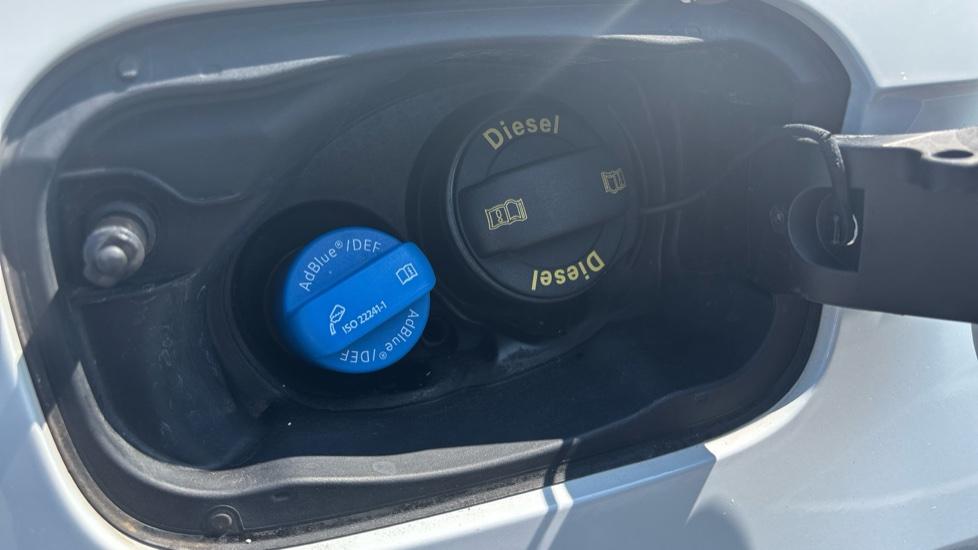 Diesel
Diesel
AdBlue®/DEF
ISO 22241-1
AdBlue®/DEF